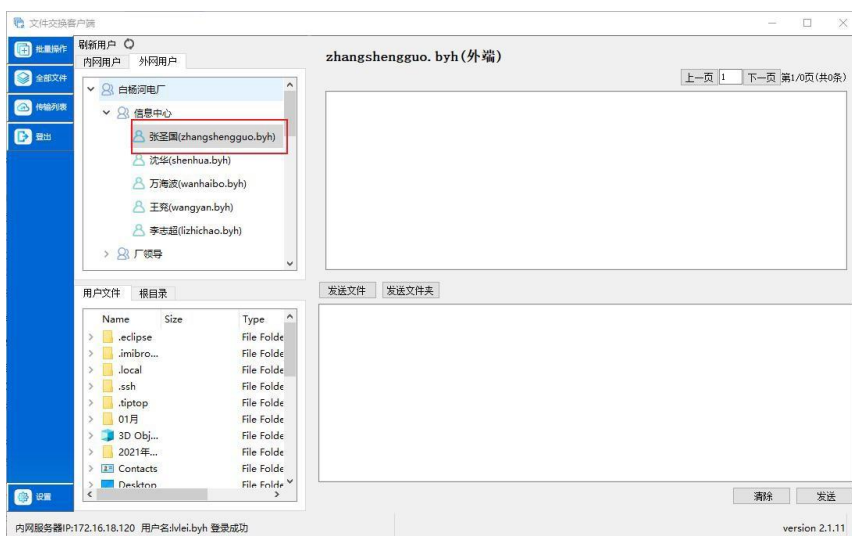 文件交换客户端
批量操作
全部文件
传输列表
登出
设置
刷新用户
内网用户 外网用户
白杨河电厂
信息中心
张圣国(zhangshengguo.byh)
沈华(shenhua.byh)
万海波(wanhaibo.byh)
王兖(wangyan.byh)
李志超(lizhichao.byh)
厂领导
用户文件 根目录
Name Size Type
.eclipse File Folde
.imibro... File Folde
.local File Folde
.ssh File Folde
.tiptop File Folde
01月 File Folde
3D Obj... File Folde
2021年... File Folde
Contacts File Folde
Desktop File Folde
zhangshengguo. byh(外端)
上一页 1 下一页 第1/0页(共0条)
发送文件 发送文件夹
清除 发送
内网服务器IP:172.16.18.120 用户名:lvlei.byh 登录成功
version 2.1.11